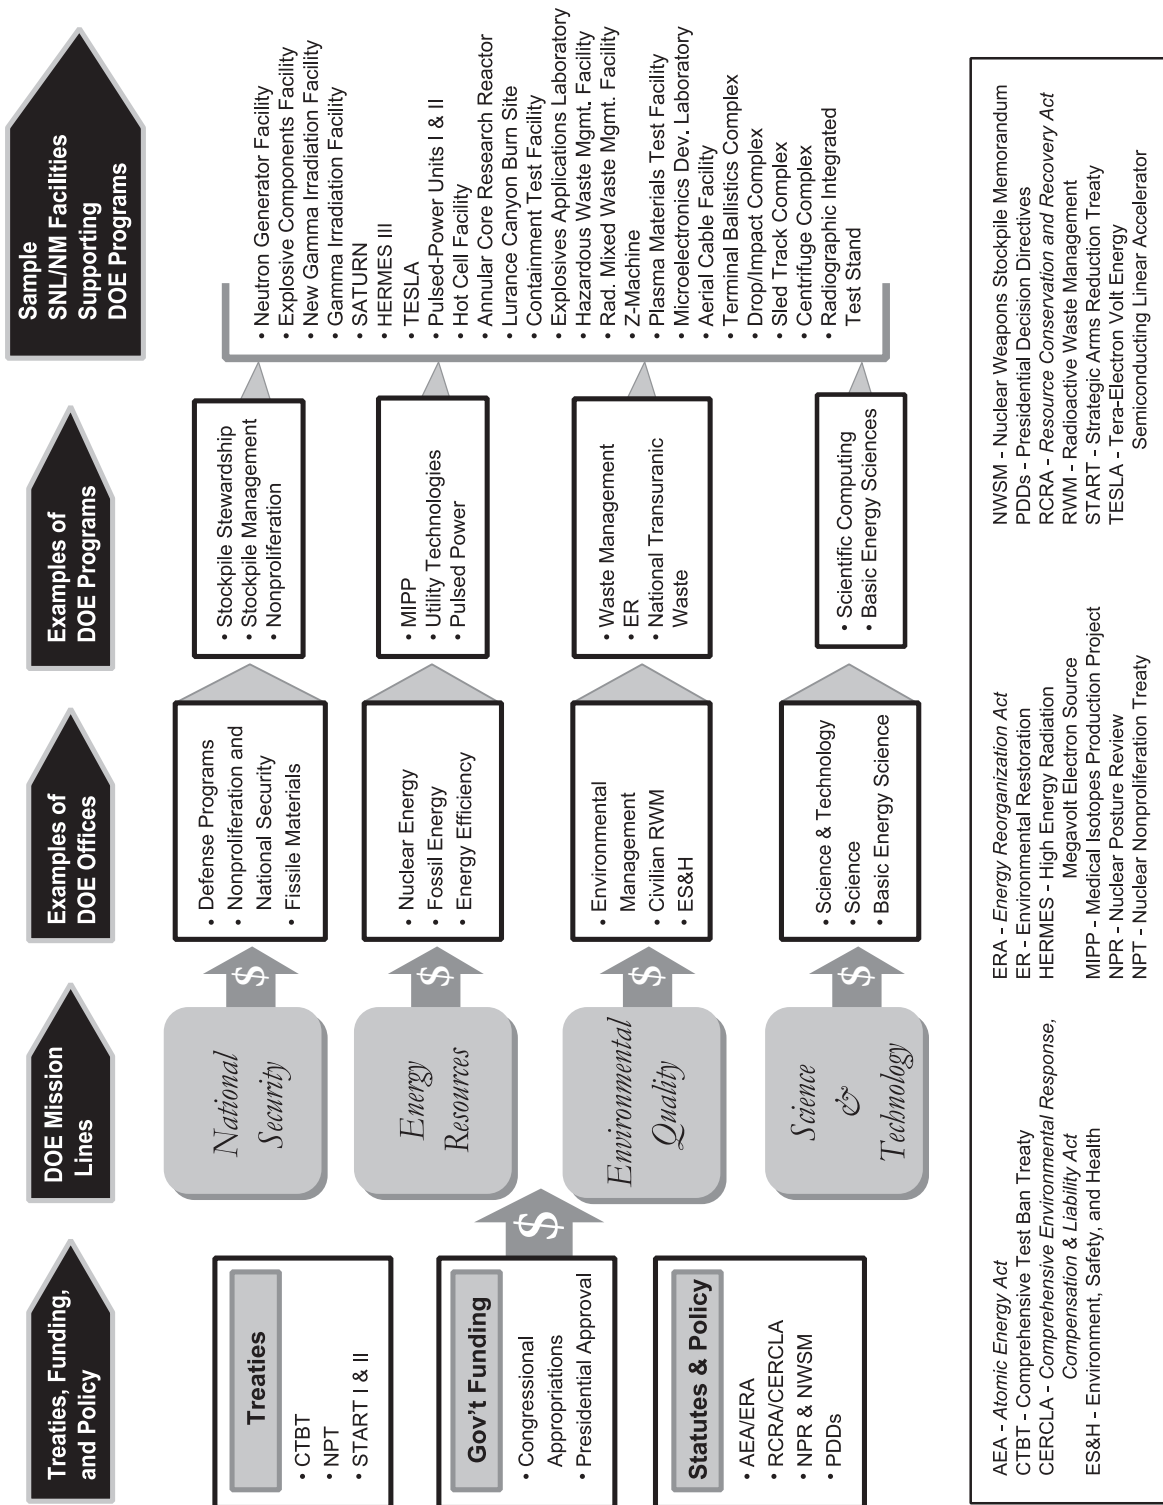 Treaties, Funding,
and Policy
DOE Mission
Lines
Examples of
DOE Offices
Examples of
DOE Programs
Sample
SNL/NM Facilities
Supporting
DOE Programs
Treaties
• CTBT
• NPT
• START I & II
Gov't Funding
• Congressional
Appropriations
• Presidential Approval
Statutes & Policy
• AEA/ERA
• RCRA/CERCLA
• NPR & NWSM
• PDDs
$
National
Security
$
Energy
Resources
$
Environmental
Quality
$
Science
&
Technology
$
• Defense Programs
• Nonproliferation and
National Security
• Fissile Materials
• Nuclear Energy
• Fossil Energy
• Energy Efficiency
• Environmental
Management
• Civilian RWM
• ES&H
• Science & Technology
• Science
• Basic Energy Science
• Stockpile Stewardship
• Stockpile Management
• Nonproliferation
• MIPP
• Utility Technologies
• Pulsed Power
• Waste Management
• ER
• National Transuranic
Waste
• Scientific Computing
• Basic Energy Sciences
• Neutron Generator Facility
• Explosive Components Facility
• New Gamma Irradiation Facility
• Gamma Irradiation Facility
• SATURN
• HERMES III
• TESLA
• Pulsed-Power Units I & II
• Hot Cell Facility
• Annular Core Research Reactor
• Lurance Canyon Burn Site
• Containment Test Facility
• Explosives Applications Laboratory
• Hazardous Waste Mgmt. Facility
• Rad. Mixed Waste Mgmt. Facility
• Z-Machine
• Plasma Materials Test Facility
• Microelectronics Dev. Laboratory
• Aerial Cable Facility
• Terminal Ballistics Complex
• Drop/Impact Complex
• Sled Track Complex
• Centrifuge Complex
• Radiographic Integrated
Test Stand
AEA - Atomic Energy Act
CTBT - Comprehensive Test Ban Treaty
CERCLA - Comprehensive Environmental Response,
Compensation & Liability Act
ES&H - Environment, Safety, and Health
ERA - Energy Reorganization Act
ER - Environmental Restoration
HERMES - High Energy Radiation
Megavolt Electron Source
MIPP - Medical Isotopes Production Project
NPR - Nuclear Posture Review
NPT - Nuclear Nonproliferation Treaty
NWSM - Nuclear Weapons Stockpile Memorandum
PDDs - Presidential Decision Directives
RCRA - Resource Conservation and Recovery Act
RWM - Radioactive Waste Management
START - Strategic Arms Reduction Treaty
TESLA - Tera-Electron Volt Energy
Semiconducting Linear Accelerator